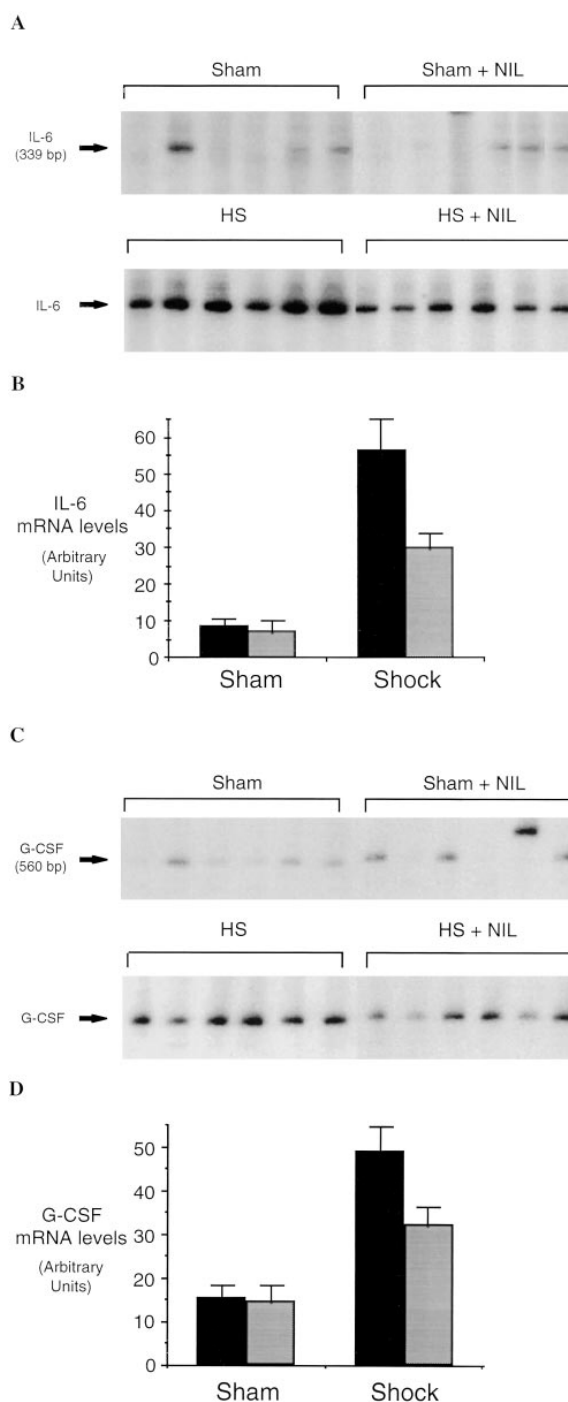 A
Sham Sham + NIL
IL-6
(339 bp)
HS HS + NIL
IL-6
B
60
50
40
30
20
10
0
IL-6
mRNA levels
(Arbitrary
Units)
Sham Shock
C
Sham Sham + NIL
G-CSF
(560 bp)
HS HS + NIL
G-CSF
D
50
40
30
20
10
0
G-CSF
mRNA levels
(Arbitrary
Units)
Sham Shock